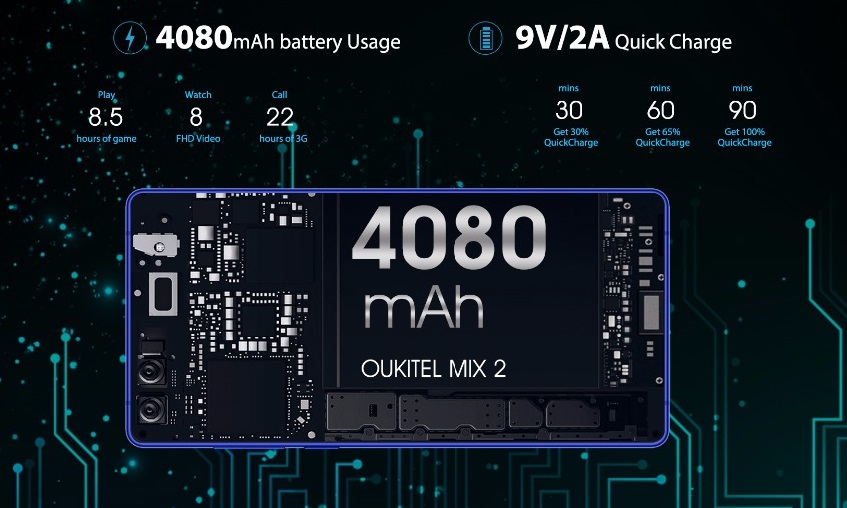 4080mAh battery Usage
9V/2A Quick Charge
Play
8.5
hours of game
Watch
8
FHD Video
Call
22
hours of 3G
mins
30
Get 30%
QuickCharge
mins
60
Get 65%
QuickCharge
mins
90
Get 100%
QuickCharge
4080
mAh
OUKITEL MIX 2